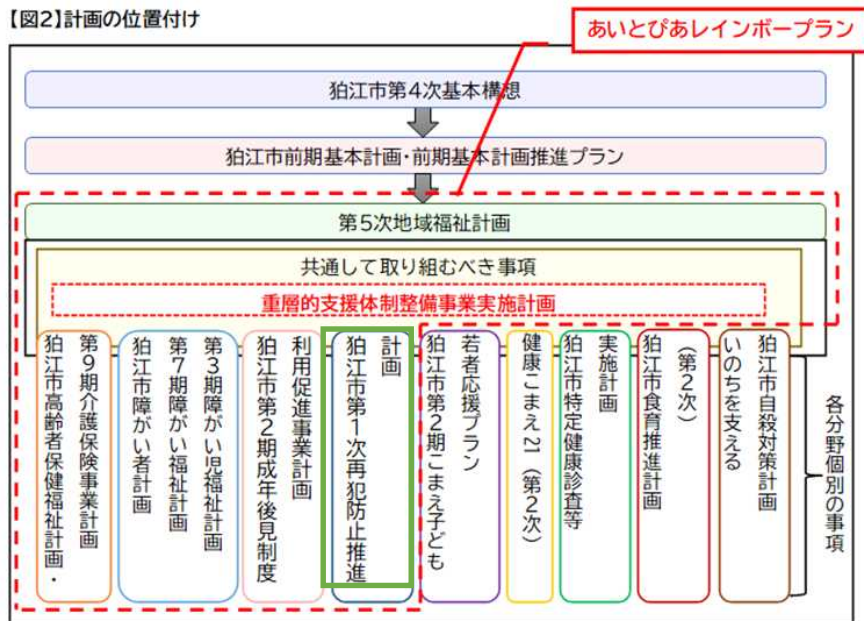 【図2】計画の位置付け
あいとぴあレインボープラン
狛江市第4次基本構想
狛江市前期基本計画・前期基本計画推進プラン
第5次地域福祉計画
共通して取り組むべき事項
重層的支援体制整備事業実施計画
狛江市高齢者保健福祉計画・
第9期介護保険事業計画
狛江市障がい者計画
第7期障がい福祉計画
第3期障がい児福祉計画
狛江市第2期成年後見制度
利用促進事業計画
狛江市第1次再犯防止推進
計画
狛江市第2期こまえ子ども
若者応援プラン
健康こまえ21（第2次）
狛江市特定健康診査等
実施計画
狛江市食育推進計画
（第2次）
いのちを支える
狛江市自殺対策計画
各分野個別の事項